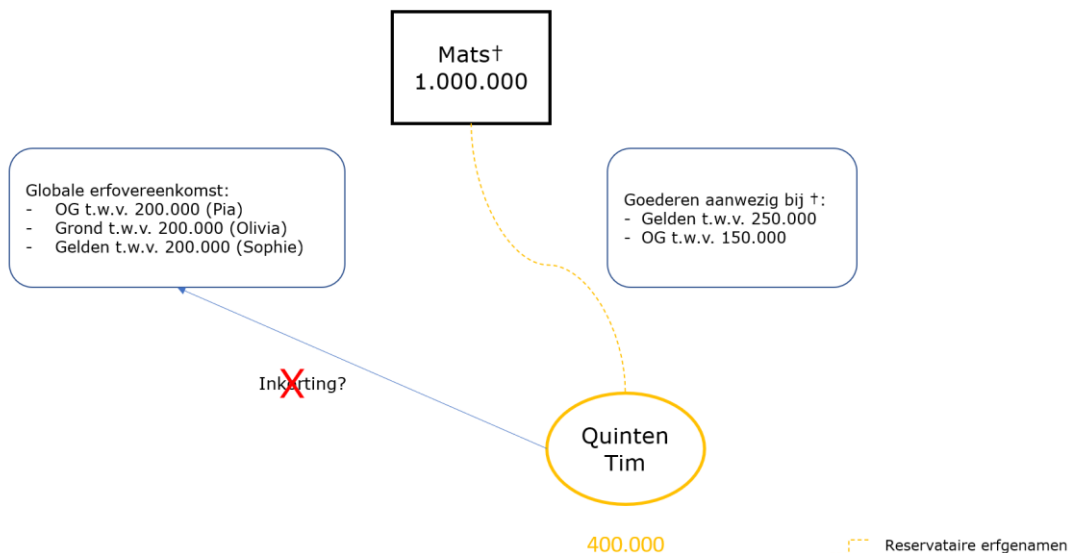 Mats†
1.000.000
Globale erfovereenkomst:
- OG t.w.v. 200.000 (Pia)
- Grond t.w.v. 200.000 (Olivia)
- Gelden t.w.v. 200.000 (Sophie)
Goederen aanwezig bij †:
- Gelden t.w.v. 250.000
- OG t.w.v. 150.000
Inkorting?
X
Quinten
Tim
400.000
Reservataire erfgenamen